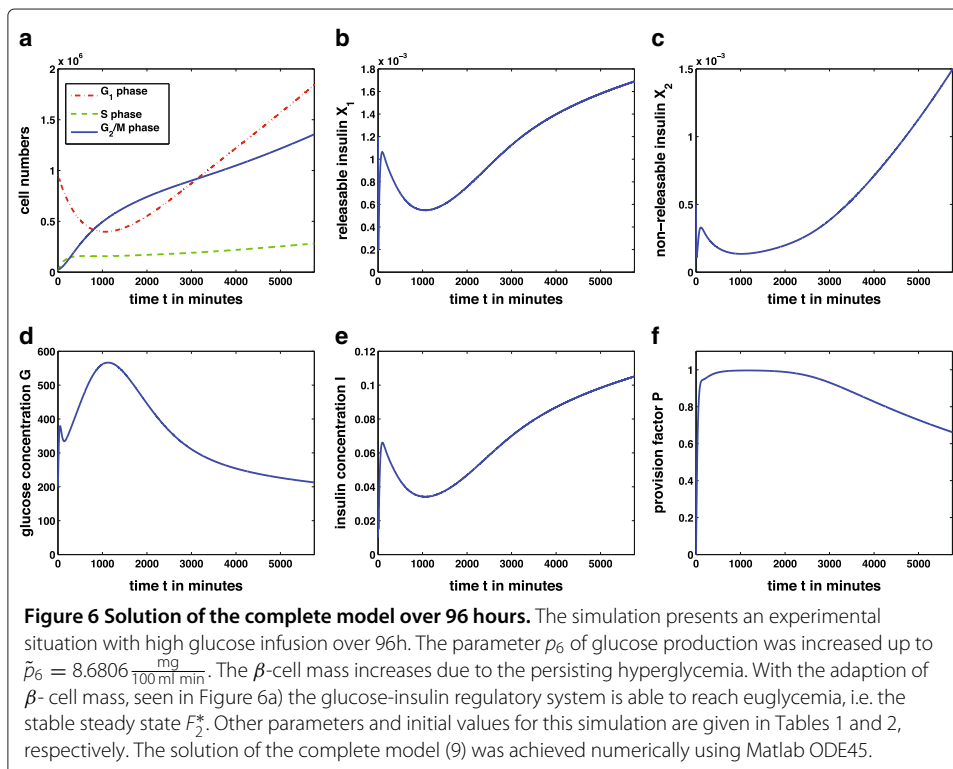 a
x 10^6
2
1.5
1
0.5
0
cell numbers
G_1 phase
S phase
G_2/M phase
0 1000 2000 3000 4000 5000
time t in minutes
b
x 10^-3
1.8
1.6
1.4
1.2
1
0.8
0.6
0.4
0.2
0
releasable insulin X_1
0 1000 2000 3000 4000 5000
time t in minutes
c
x 10^-3
1.5
1
0.5
0
non-releasable insulin X_2
0 1000 2000 3000 4000 5000
time t in minutes
d
600
500
400
300
200
100
0
glucose concentration G
0 1000 2000 3000 4000 5000
time t in minutes
e
0.12
0.1
0.08
0.06
0.04
0.02
0
insulin concentration I
0 1000 2000 3000 4000 5000
time t in minutes
f
1
0.8
0.6
0.4
0.2
0
provision factor P
0 1000 2000 3000 4000 5000
time t in minutes
Figure 6 Solution of the complete model over 96 hours. The simulation presents an experimental
situation with high glucose infusion over 96h. The parameter p_6 of glucose production was increased up to
p̃_6 = 8.6806 mg/(100 ml min). The β-cell mass increases due to the persisting hyperglycemia. With the adaption of
β- cell mass, seen in Figure 6a) the glucose-insulin regulatory system is able to reach euglycemia, i.e. the
stable steady state F_2^*. Other parameters and initial values for this simulation are given in Tables 1 and 2,
respectively. The solution of the complete model (9) was achieved numerically using Matlab ODE45.